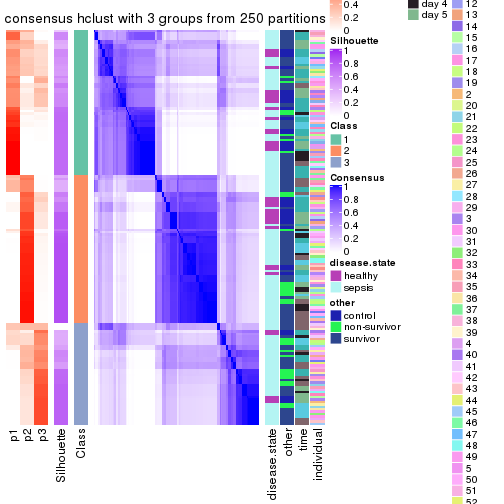 consensus hclust with 3 groups from 250 partitions
0.4
0.2
0
Silhouette
1
0.8
0.6
0.4
0.2
0
Class
1
2
3
Consensus
1
0.8
0.6
0.4
0.2
0
disease.state
healthy
sepsis
other
control
non-survivor
survivor
day 4
day 5
12
13
14
15
16
17
18
19
2
20
21
22
23
24
25
26
27
28
29
3
30
31
32
33
34
35
36
37
38
39
4
40
41
42
43
44
45
46
47
48
49
5
50
51
52
p1
p2
p3
Silhouette
Class
disease.state
other
time
individual